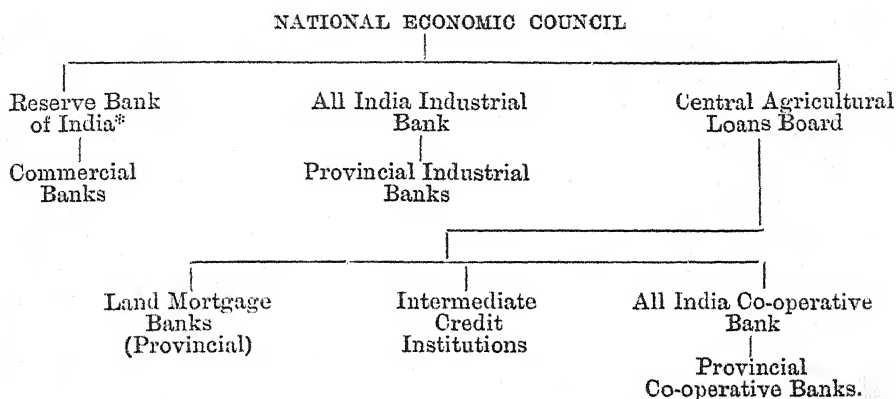 NATIONAL ECONOMIC COUNCIL
Reserve Bank
of India*
All India Industrial
Bank
Central Agricultural
Loans Board
Commercial
Banks
Provincial Industrial
Banks
Land Mortgage
Banks
(Provincial)
Intermediate
Credit
Institutions
All India Co-operative
Bank
Provincial
Co-operative Banks.